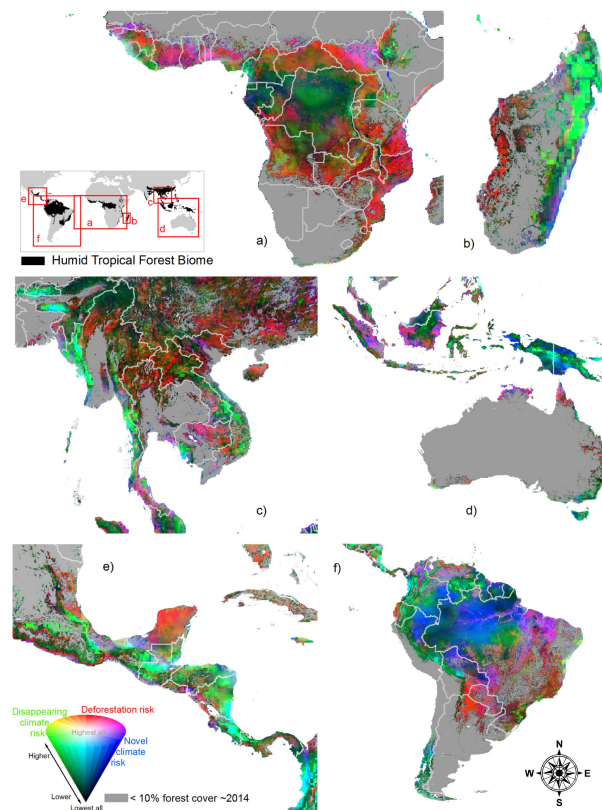 e
a
c
b
d
f
Humid Tropical Forest Biome
a)
b)
c)
d)
e)
f)
Disappearing climate risk
Deforestation risk
Highest all
Novel climate risk
Higher
Lower
Lowest all
< 10% forest cover ~2014
N
W E
S